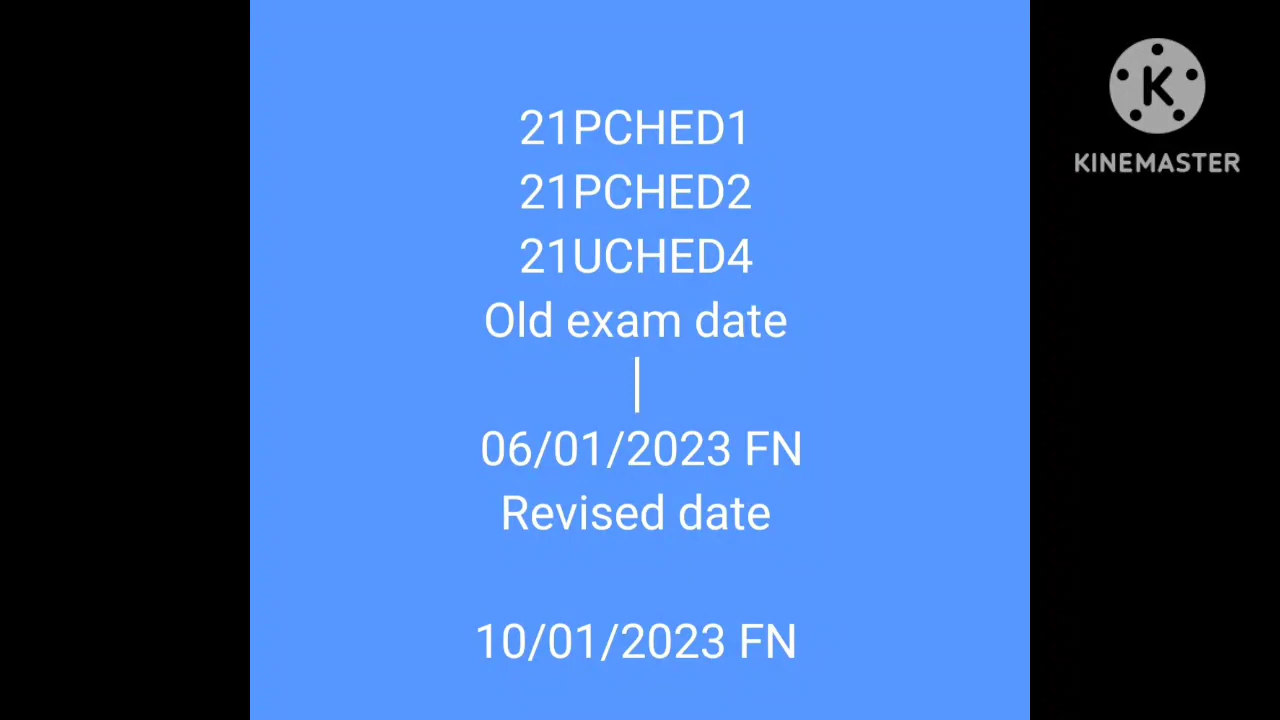 21PCHED1
21PCHED2
21UCHED4
Old exam date
|
06/01/2023 FN
Revised date
10/01/2023 FN
K
KINEMASTER